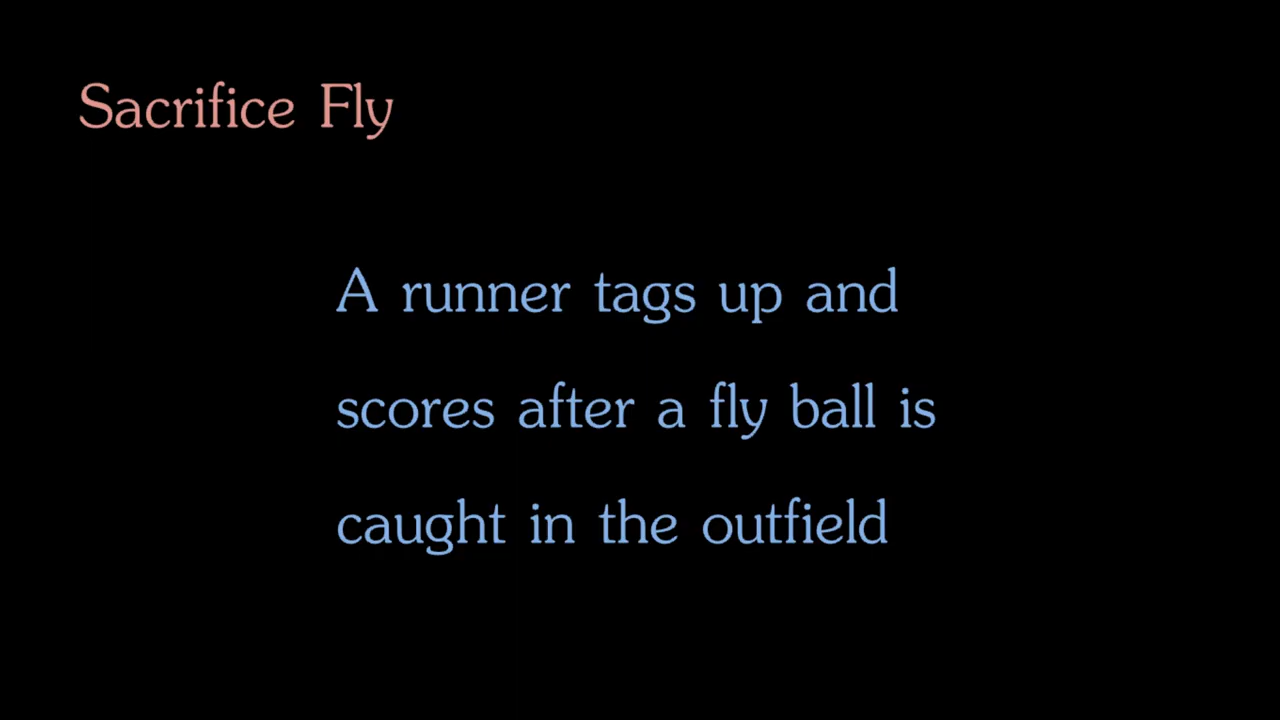 Sacrifice Fly
A runner tags up and
scores after a fly ball is
caught in the outfield